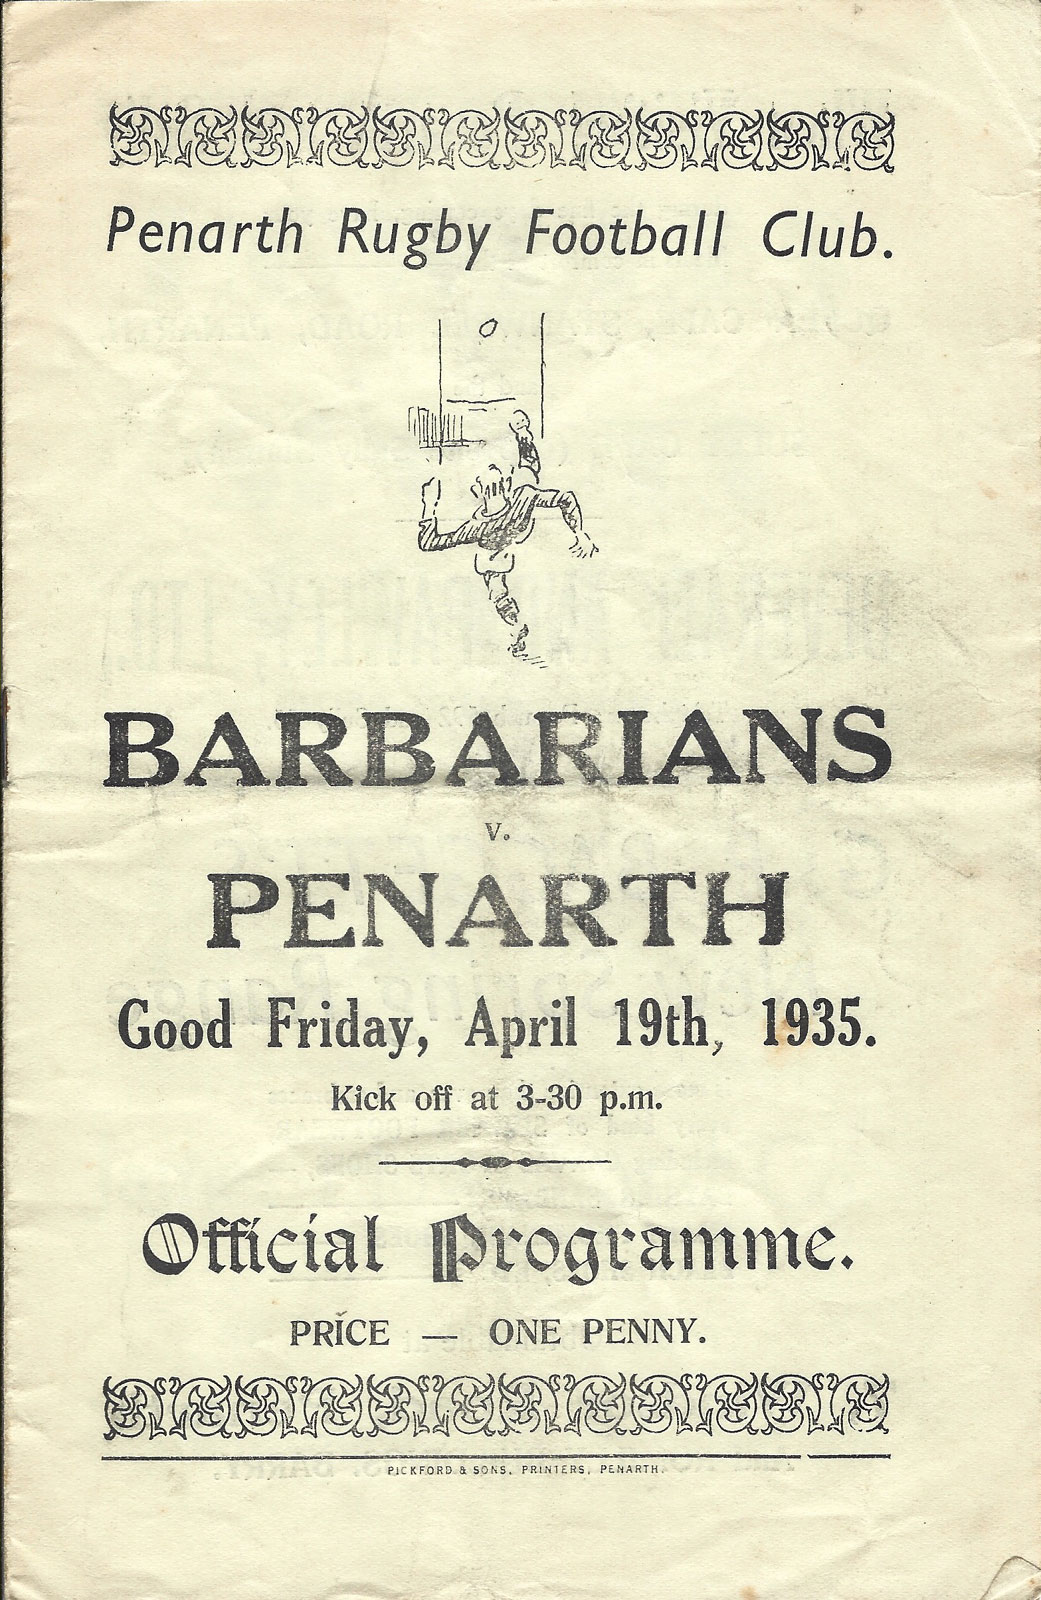 Penarth Rugby Football Club.
BARBARIANS
v.
PENARTH
Good Friday, April 19th, 1935.
Kick off at 3-30 p.m.
Official Programme.
PRICE — ONE PENNY.
PICKFORD & SONS, PRINTERS, PENARTH.